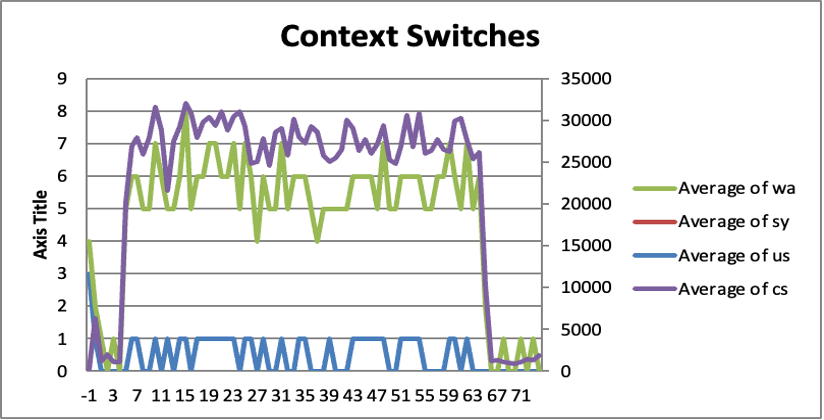 Context Switches
9
8
7
6
5
4
3
2
1
0
Axis Title
35000
30000
25000
20000
15000
10000
5000
0
-1 3 7 11 15 19 23 27 31 35 39 43 47 51 55 59 63 67 71
Average of wa
Average of sy
Average of us
Average of cs